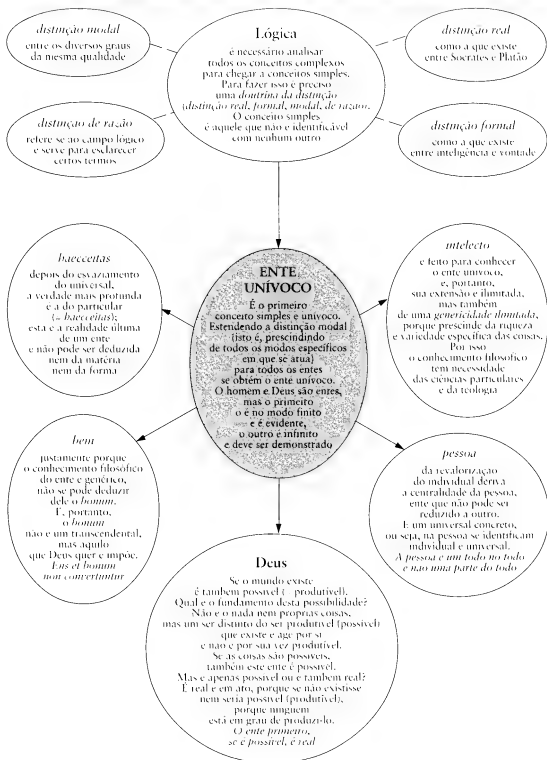 distinção modal
entre os diversos graus
da mesma qualidade
Lógica
é necessário analisar
todos os conceitos complexos
para chegar a conceitos simples.
Para fazer isso é preciso
uma doutrina da distinção
(distinção real, formal, modal, de razão).
O conceito simples
é aquele que não e identificável
com nenhum outro
distinção real
como a que existe
entre Socrates e Platão
distinção de razão
refere se ao campo lógico
e serve para esclarecer
certos termos
distinção formal
como a que existe
entre inteligência e vontade
haecceitas
depois do esvaziamento
do universal,
a verdade mais profunda
e a do particular
(= haecceitas);
esta e a realidade última
de um ente
e não pode ser deduzida
nem da matéria
nem da forma
ENTE
UNÍVOCO
É o primeiro
conceito simples e unívoco.
Estendendo a distinção modal
(isto é, prescindindo
de todos os modos específicos
em que se atua)
para todos os entes
se obtém o ente unívoco.
O homem e Deus são entes,
mas o primeiro
o é no modo finito
e é evidente,
o outro é infinito
e deve ser demonstrado
intelecto
e feito para conhecer
o ente unívoco,
e, portanto,
sua extensão e ilimitada,
mas também
de uma genericidade ilimitada,
porque prescinde da riqueza
e variedade específica das coisas.
Por isso
o conhecimento filosófico
tem necessidade
das ciências particulares
e da teologia
bem
justamente porque
o conhecimento filosófico
do ente e genérico,
não se pode deduzir
dele o bonum.
E, portanto,
o bonum
não e um transcendental,
mas aquilo
que Deus quer e impõe.
Ens et bonum
non convertuntur
pessoa
da revalorização
do individual deriva
a centralidade da pessoa,
ente que não pode ser
reduzido a outro.
E um universal concreto,
ou seja, na pessoa se identificam
individual e universal.
A pessoa e um todo no todo
e não uma parte do todo
Deus
Se o mundo existe
é tambem possivel (= produtível).
Qual e o fundamento desta possibilidade?
Não e o nada nem proprias coisas,
mas um ser distinto do ser produtivel (possível)
que existe e age por si
e não e por sua vez produtível.
Se as coisas são possíveis,
também este ente é possível.
Mas e apenas possivel ou e tambem real?
É real e em ato, porque se não existisse
nem seria possível (produtível),
porque ninguém
está em grau de produzi-lo.
O ente primeiro,
se e possível, é real